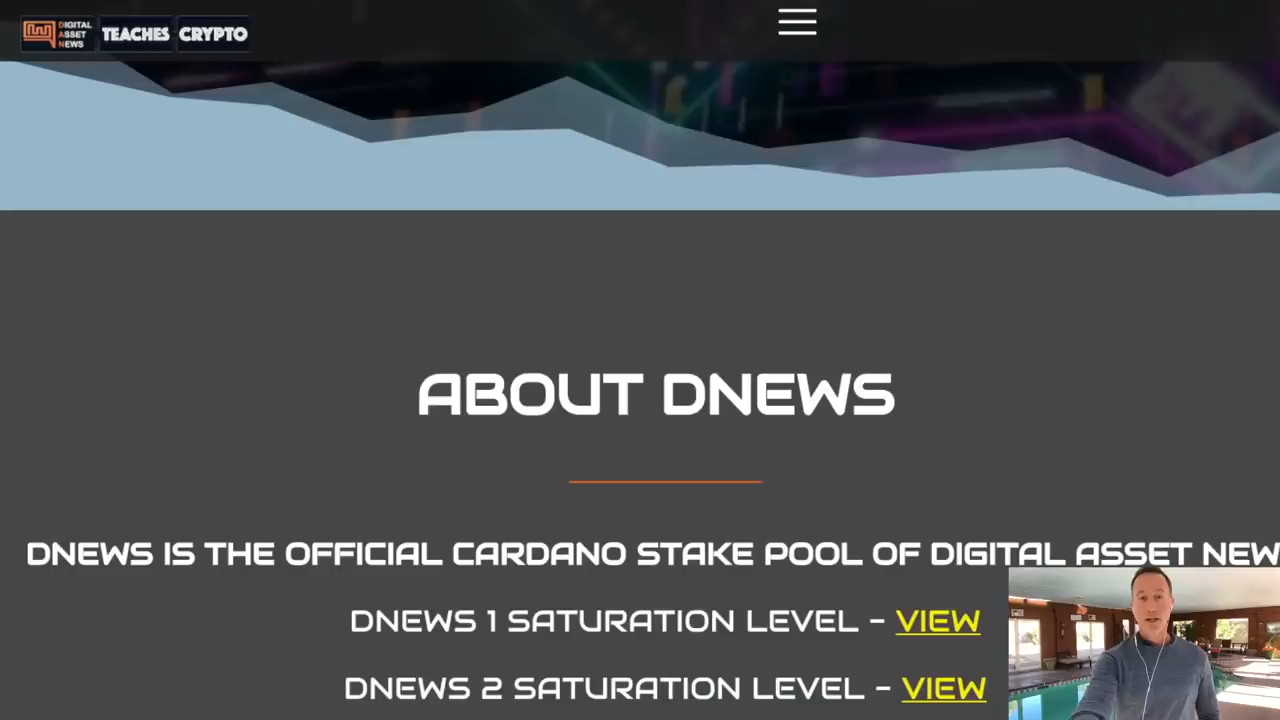 DIGITAL
ASSET
NEWS
TEACHES CRYPTO
ABOUT DNEWS
DNEWS IS THE OFFICIAL CARDANO STAKE POOL OF DIGITAL ASSET NEW
DNEWS 1 SATURATION LEVEL - VIEW
DNEWS 2 SATURATION LEVEL - VIEW